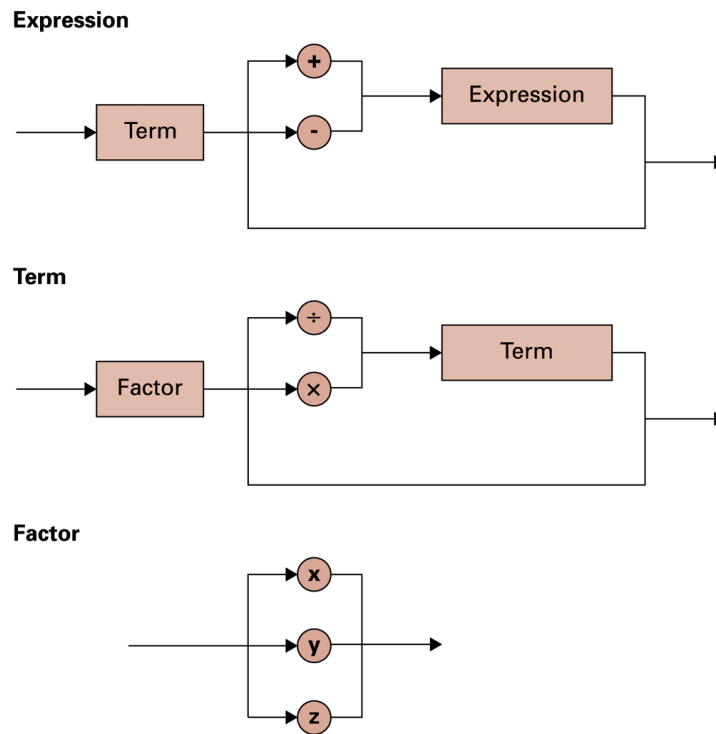 Expression
+
Term
-
Expression
Term
÷
Factor
×
Term
Factor
x
y
z